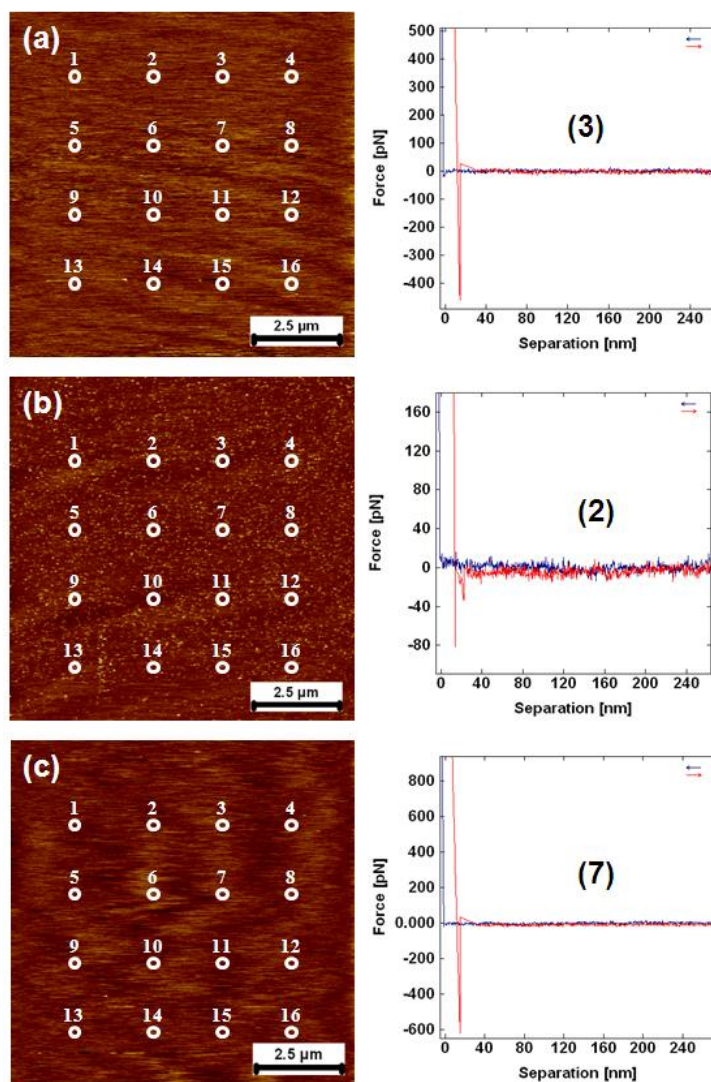 (a)
1 2 3 4
5 6 7 8
9 10 11 12
13 14 15 16
2.5 µm
500
400
300
200
100
0
-100
-200
-300
-400
Force [pN]
(3)
0 40 80 120 160 200 240
Separation [nm]
(b)
1 2 3 4
5 6 7 8
9 10 11 12
13 14 15 16
2.5 µm
160
120
80
40
0
-40
-80
Force [pN]
(2)
0 40 80 120 160 200 240
Separation [nm]
(c)
1 2 3 4
5 6 7 8
9 10 11 12
13 14 15 16
2.5 µm
800
600
400
200
0.000
-200
-400
-600
Force [pN]
(7)
0 40 80 120 160 200 240
Separation [nm]